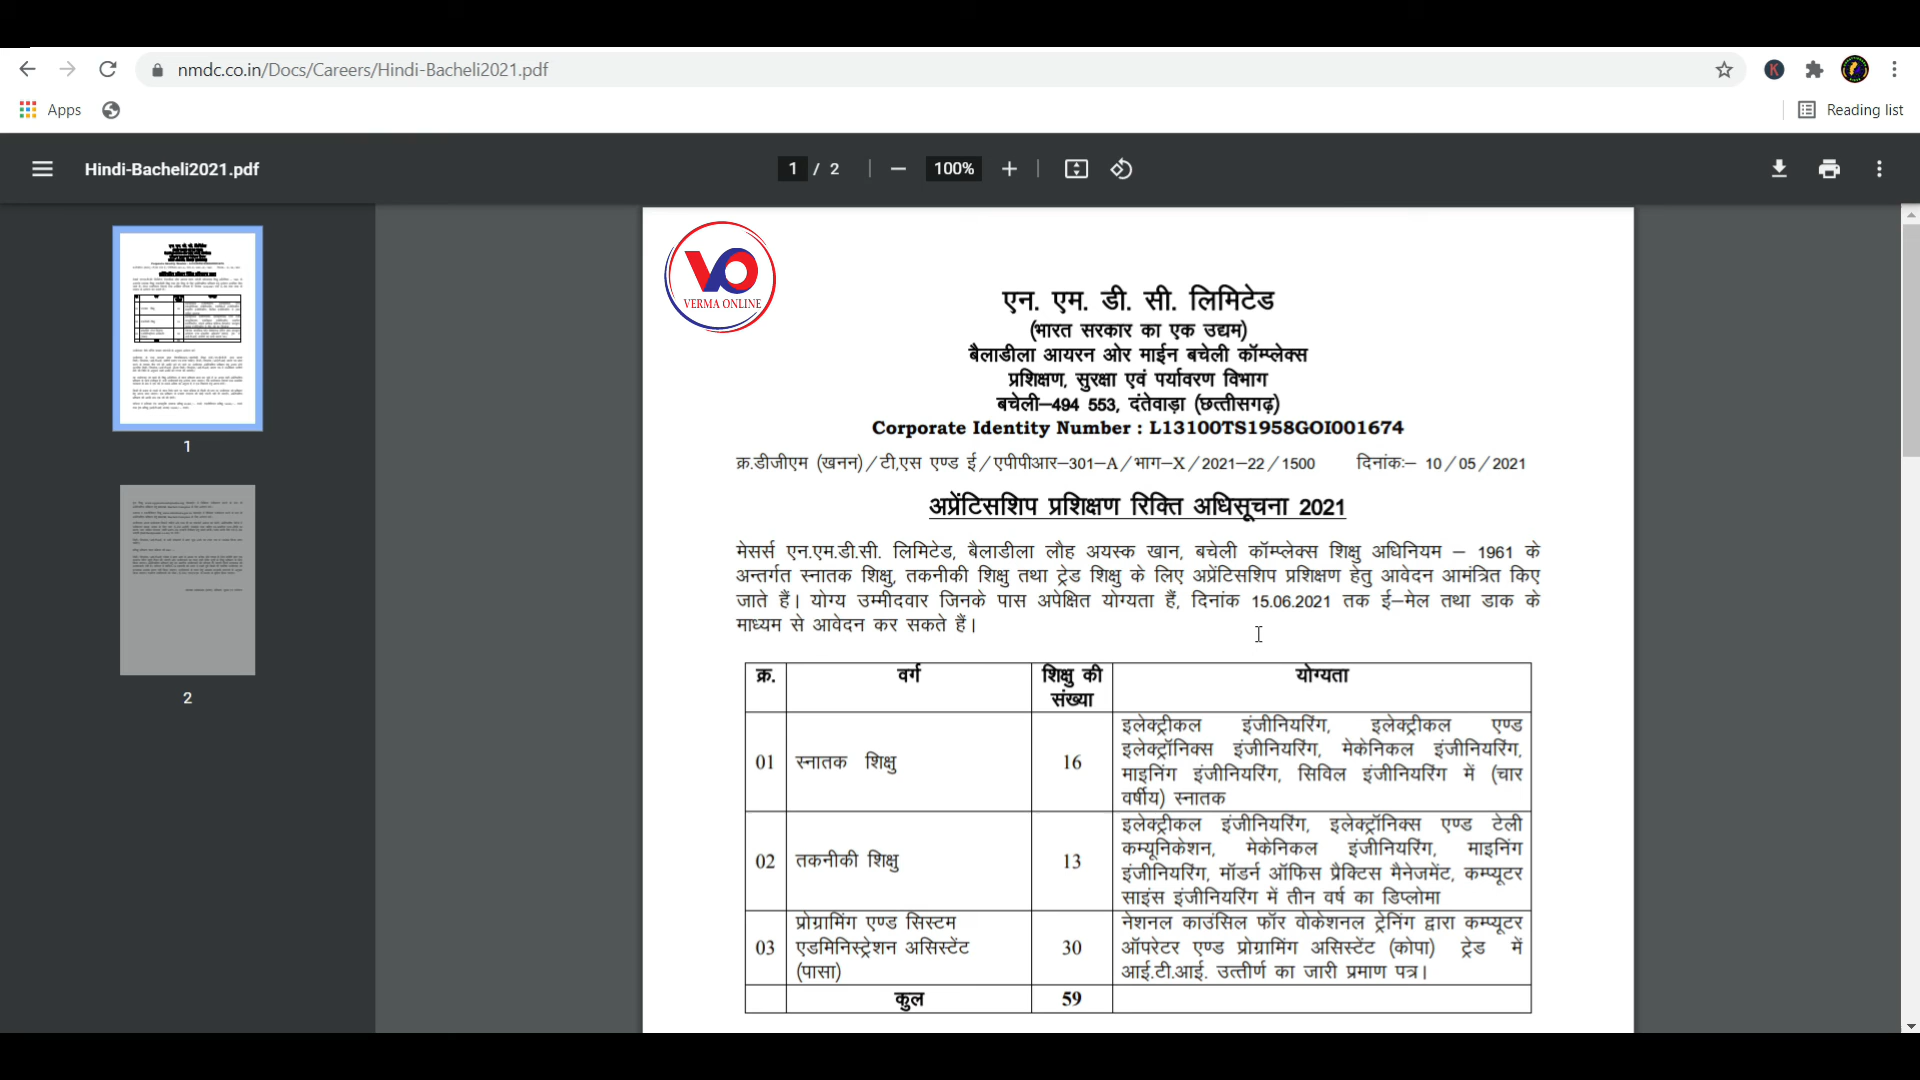 nmdc.co.in/Docs/Careers/Hindi-Bacheli2021.pdf
K
Apps
Reading list
Hindi-Bacheli2021.pdf
1 / 2
100%
VO
VERMA ONLINE
एन. एम. डी. सी. लिमिटेड
(भारत सरकार का एक उद्यम)
बैलाडीला आयरन ओर माईन बचेली कॉम्प्लेक्स
प्रशिक्षण, सुरक्षा एवं पर्यावरण विभाग
बचेली–494 553, दंतेवाड़ा (छत्तीसगढ़)
Corporate Identity Number : L13100TS1958GOI001674
क्र.डीजीएम (खनन)/टी,एस एण्ड ई/एपीपीआर–301–A/भाग–X/2021–22/1500 दिनांकः– 10/05/2021
अप्रेंटिसशिप प्रशिक्षण रिक्ति अधिसूचना 2021
मेसर्स एन.एम.डी.सी. लिमिटेड, बैलाडीला लौह अयस्क खान, बचेली कॉम्प्लेक्स शिक्षु अधिनियम – 1961 के
अन्तर्गत स्नातक शिक्षु, तकनीकी शिक्षु तथा ट्रेड शिक्षु के लिए अप्रेंटिसशिप प्रशिक्षण हेतु आवेदन आमंत्रित किए
जाते हैं। योग्य उम्मीदवार जिनके पास अपेक्षित योग्यता हैं, दिनांक 15.06.2021 तक ई–मेल तथा डाक के
माध्यम से आवेदन कर सकते हैं।
क्र. वर्ग शिक्षु की योग्यता
संख्या
इलेक्ट्रीकल इंजीनियरिंग, इलेक्ट्रीकल एण्ड
इलेक्ट्रॉनिक्स इंजीनियरिंग, मेकेनिकल इंजीनियरिंग,
01 स्नातक शिक्षु 16
माइनिंग इंजीनियरिंग, सिविल इंजीनियरिंग में (चार
वर्षीय) स्नातक
इलेक्ट्रीकल इंजीनियरिंग, इलेक्ट्रॉनिक्स एण्ड टेली
कम्यूनिकेशन, मेकेनिकल इंजीनियरिंग, माइनिंग
02 तकनीकी शिक्षु 13
इंजीनियरिंग, मॉडर्न ऑफिस प्रैक्टिस मैनेजमेंट, कम्प्यूटर
साइंस इंजीनियरिंग में तीन वर्ष का डिप्लोमा
प्रोग्रामिंग एण्ड सिस्टम नेशनल काउंसिल फॉर वोकेशनल ट्रेनिंग द्वारा कम्प्यूटर
03 एडमिनिस्ट्रेशन असिस्टेंट 30 ऑपरेटर एण्ड प्रोग्रामिंग असिस्टेंट (कोपा) ट्रेड में
(पासा) आई.टी.आई. उत्तीर्ण का जारी प्रमाण पत्र।
कुल 59
1
2